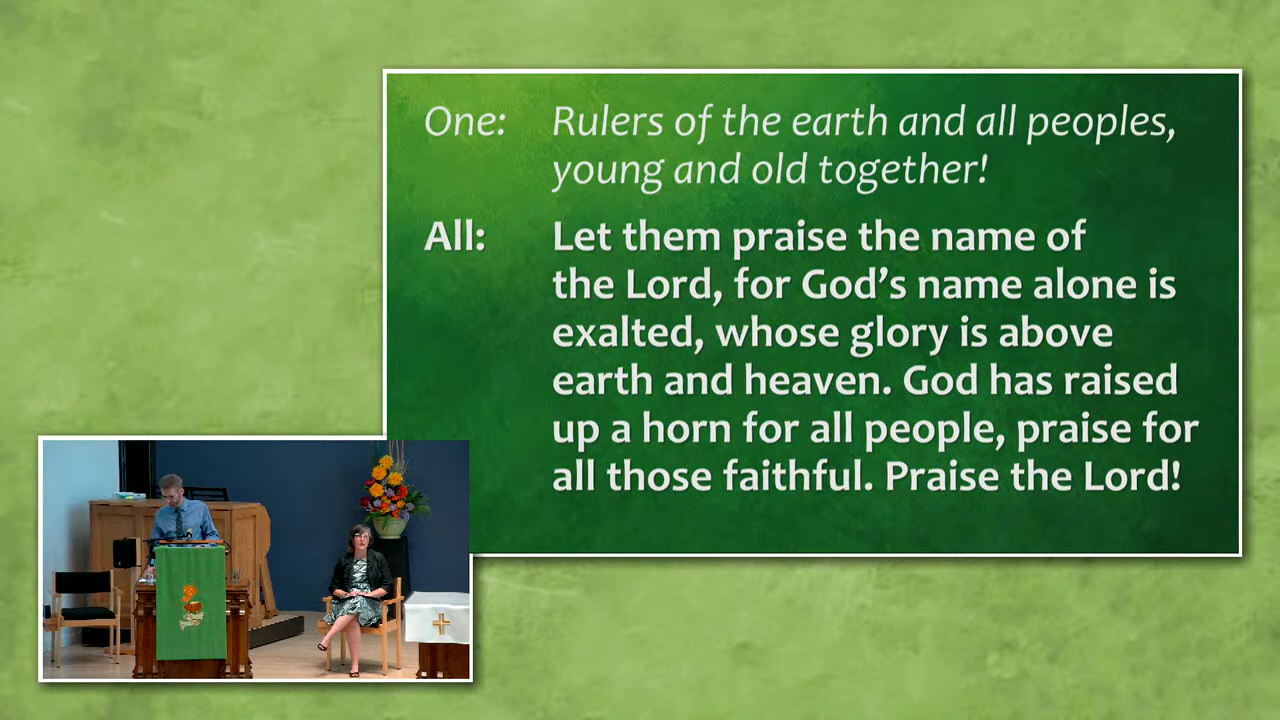 One: Rulers of the earth and all peoples,
young and old together!
All: Let them praise the name of
the Lord, for God’s name alone is
exalted, whose glory is above
earth and heaven. God has raised
up a horn for all people, praise for
all those faithful. Praise the Lord!